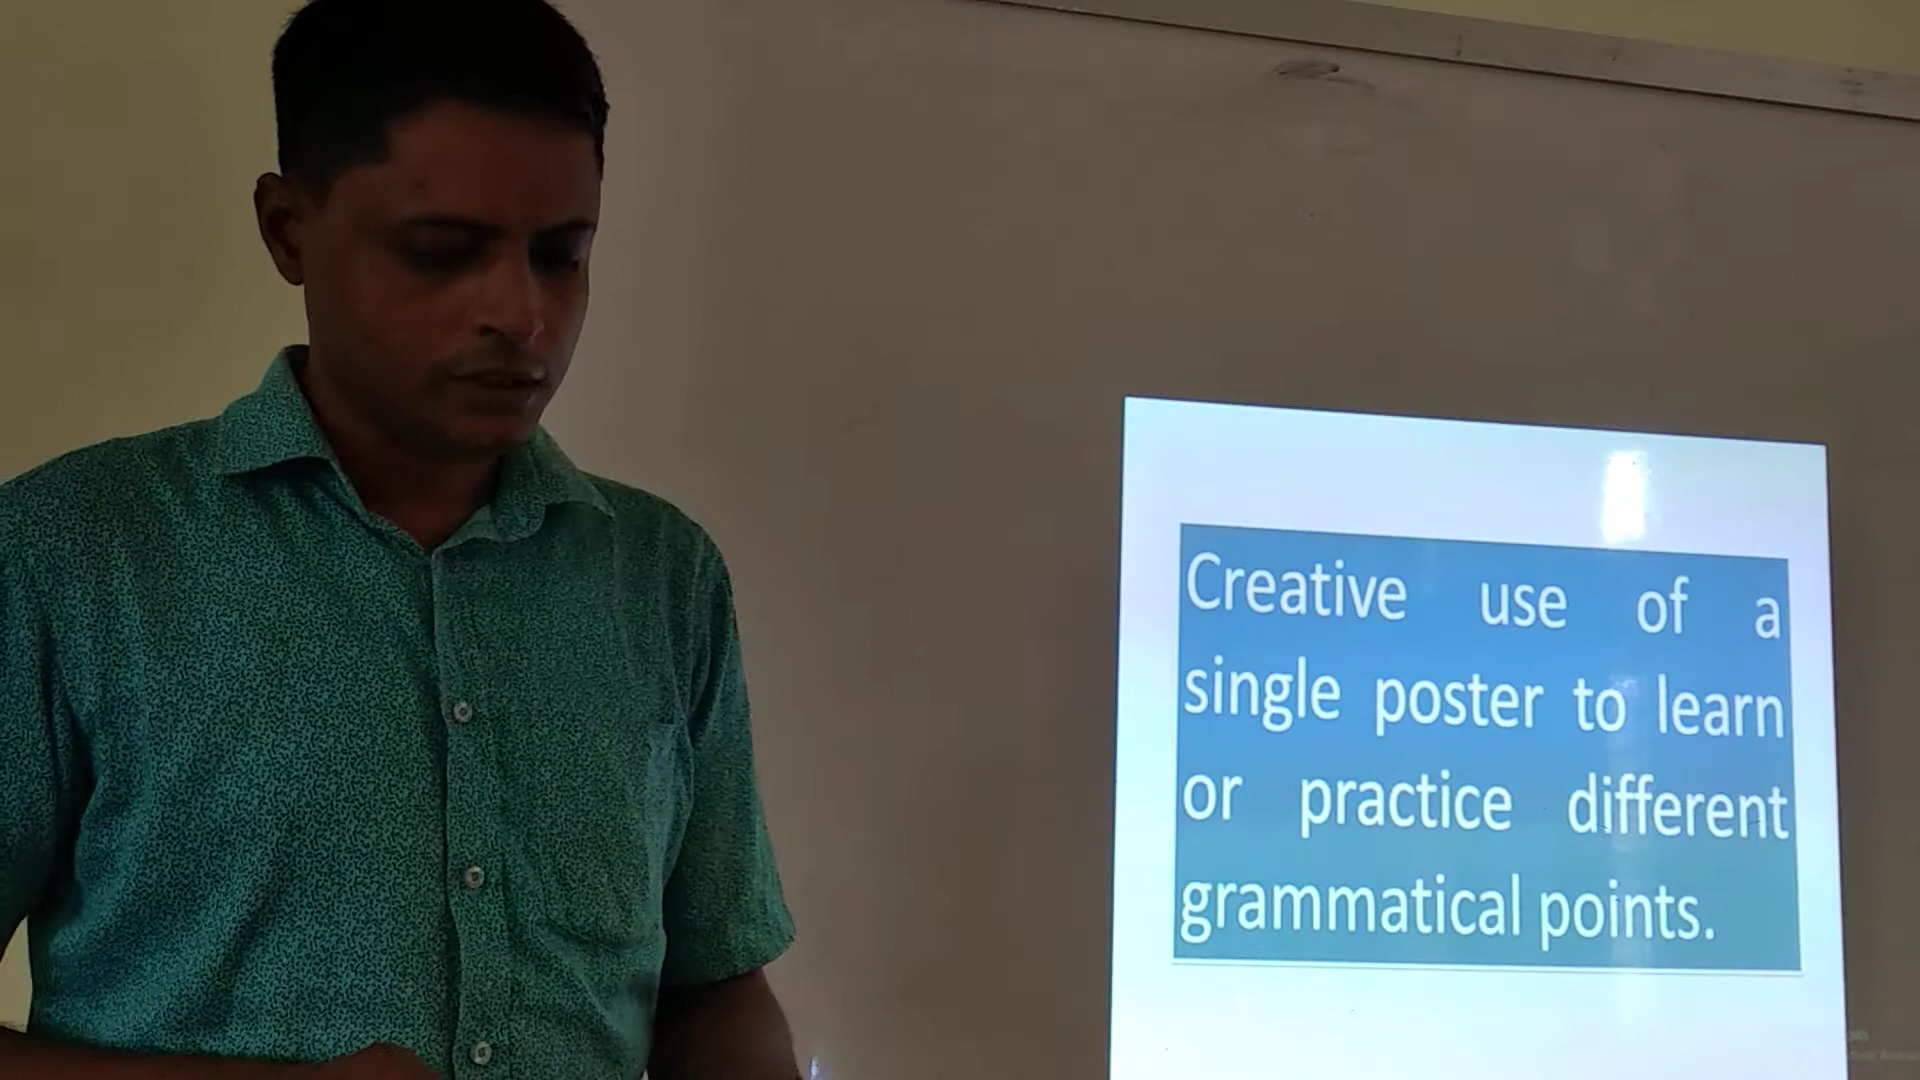 Creative use of a
single poster to learn
or practice different
grammatical points.